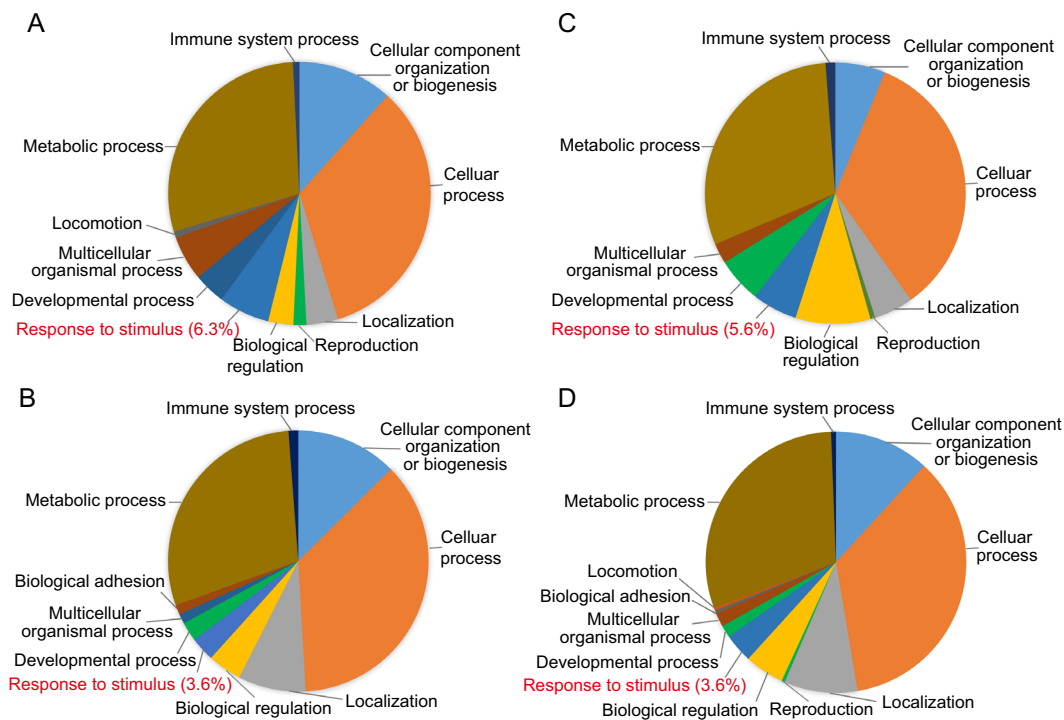 A
Immune system process
Cellular component
organization
or biogenesis
Metabolic process
Celluar
process
Locomotion
Multicellular
organismal process
Developmental process
Response to stimulus (6.3%)
Localization
Biological
regulation
Reproduction
C
Immune system process
Cellular component
organization
or biogenesis
Metabolic process
Celluar
process
Multicellular
organismal process
Developmental process
Response to stimulus (5.6%)
Localization
Biological
regulation
Reproduction
B
Immune system process
Cellular component
organization
or biogenesis
Metabolic process
Celluar
process
Biological adhesion
Multicellular
organismal process
Developmental process
Response to stimulus (3.6%)
Biological regulation
Localization
D
Immune system process
Cellular component
organization
or biogenesis
Metabolic process
Celluar
process
Locomotion
Biological adhesion
Multicellular
organismal process
Developmental process
Response to stimulus (3.6%)
Biological regulation
Reproduction
Localization